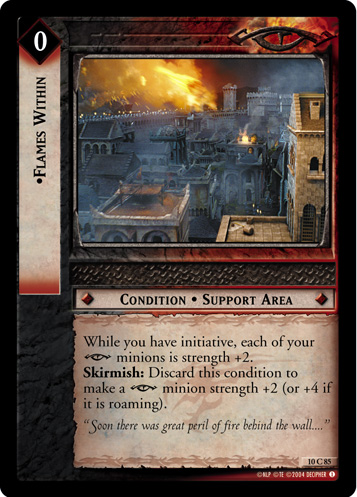 0
•Flames Within
Condition • Support Area
While you have initiative, each of your
minions is strength +2.
Skirmish: Discard this condition to
make a minion strength +2 (or +4 if
it is roaming).
“Soon there was great peril of fire behind the wall....”
10 C 85
©NLP ©TE ©2004 DECIPHER